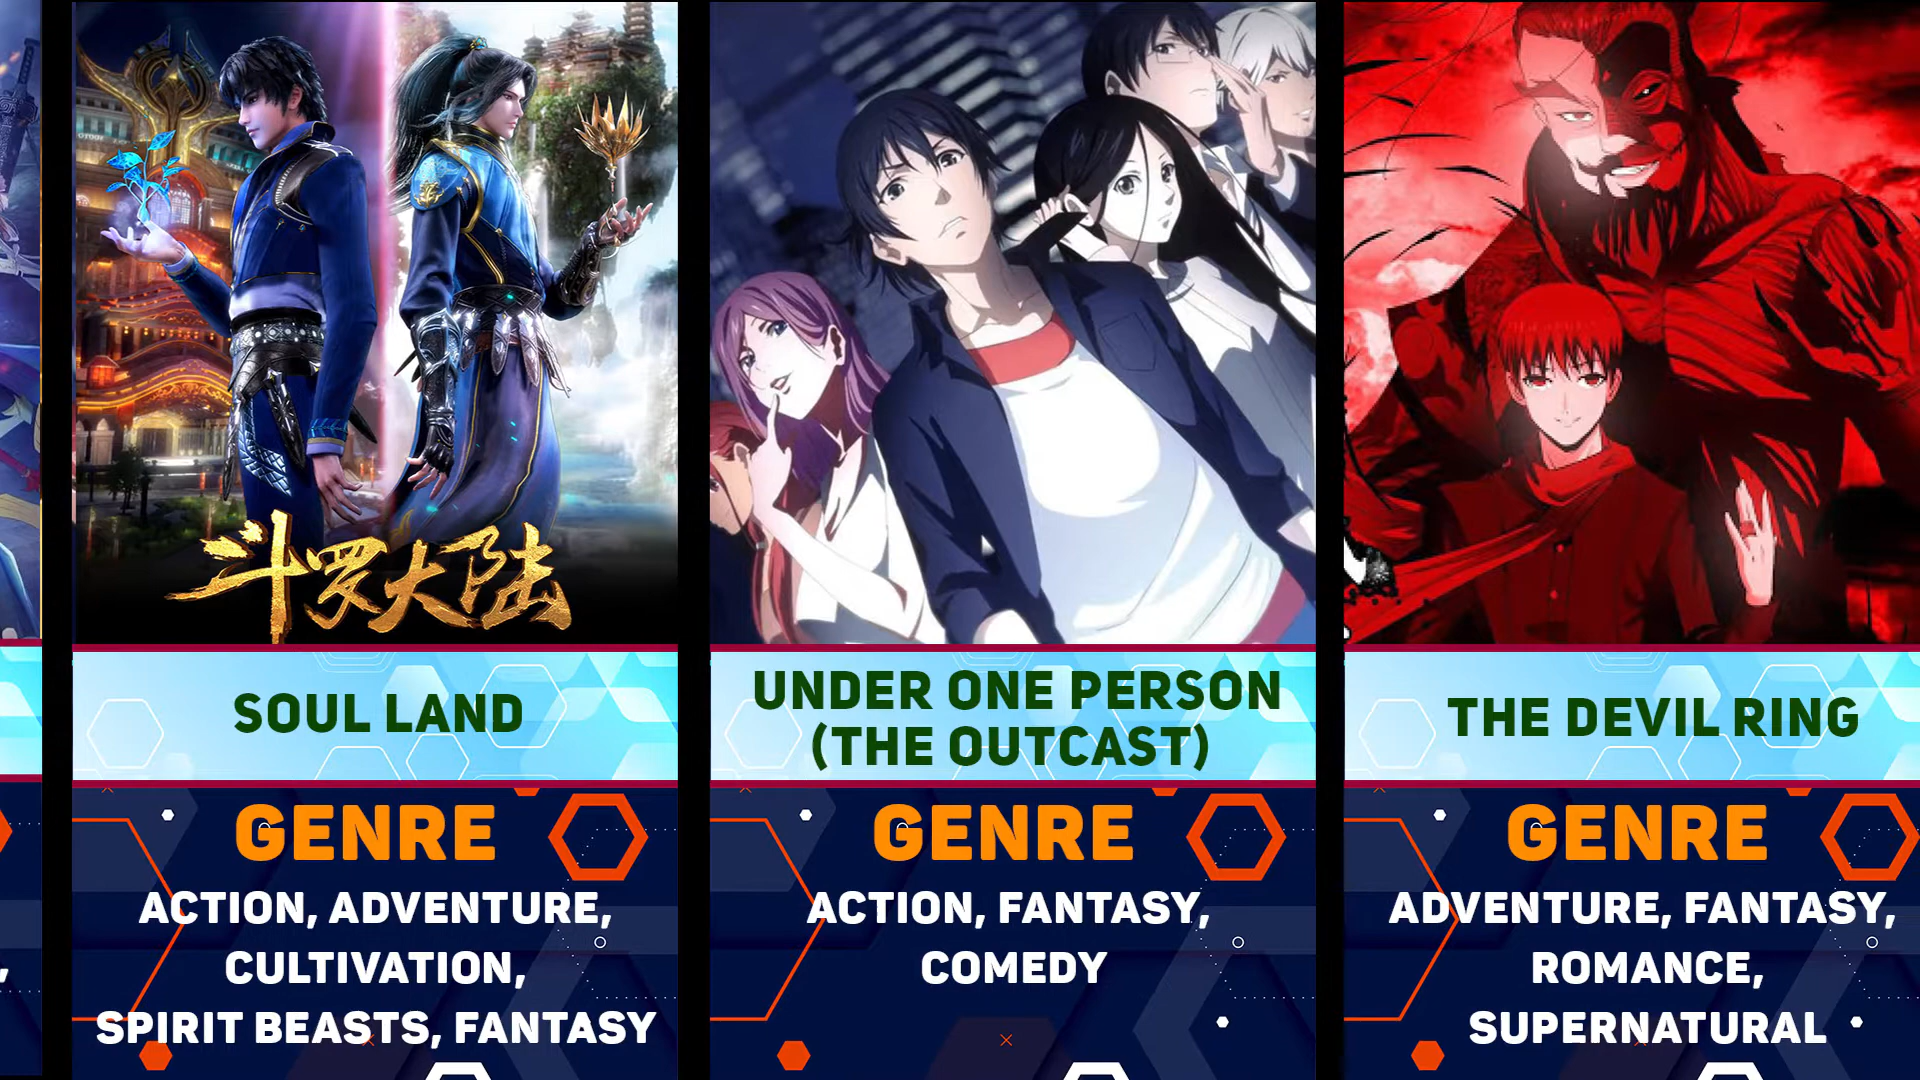 斗罗大陆
SOUL LAND
GENRE
ACTION, ADVENTURE,
CULTIVATION,
SPIRIT BEASTS, FANTASY
UNDER ONE PERSON
(THE OUTCAST)
GENRE
ACTION, FANTASY,
COMEDY
THE DEVIL RING
GENRE
ADVENTURE, FANTASY,
ROMANCE,
SUPERNATURAL